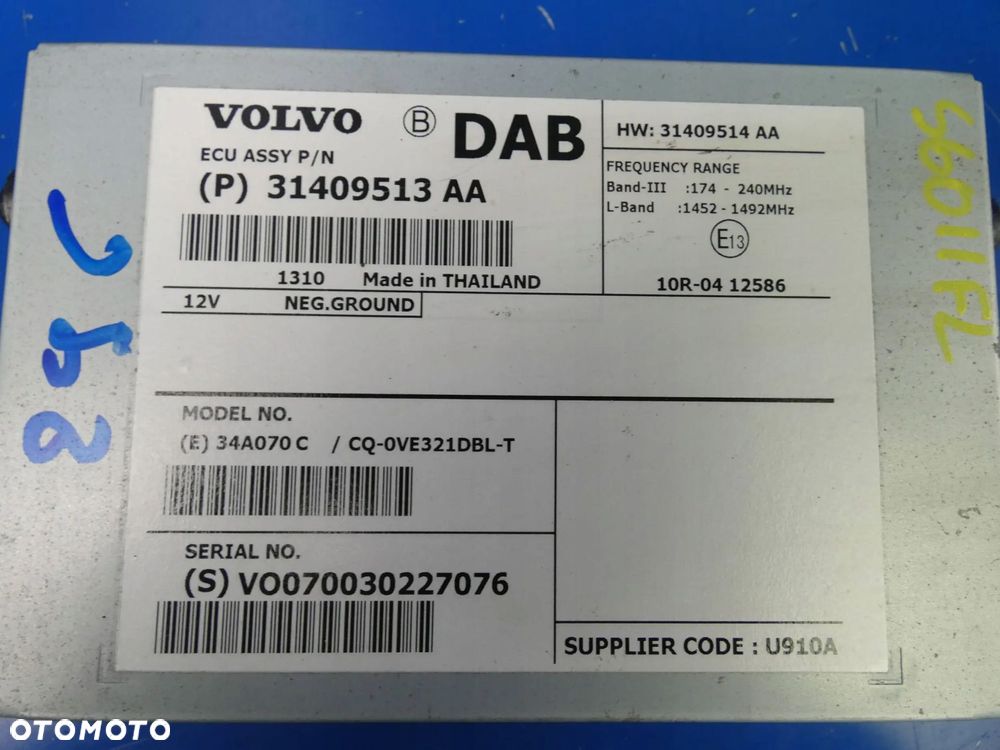 VOLVO B DAB
ECU ASSY P/N
(P) 31409513 AA
1310 Made in THAILAND
12V NEG.GROUND
HW: 31409514 AA
FREQUENCY RANGE
Band-III :174 - 240MHz
L-Band :1452 - 1492MHz
E13
10R-04 12586
MODEL NO.
(E) 34A070 C / CQ-0VE321DBL-T
SERIAL NO.
(S) VO070030227076
SUPPLIER CODE : U910A
296
S60IIFL
OTOMOTO